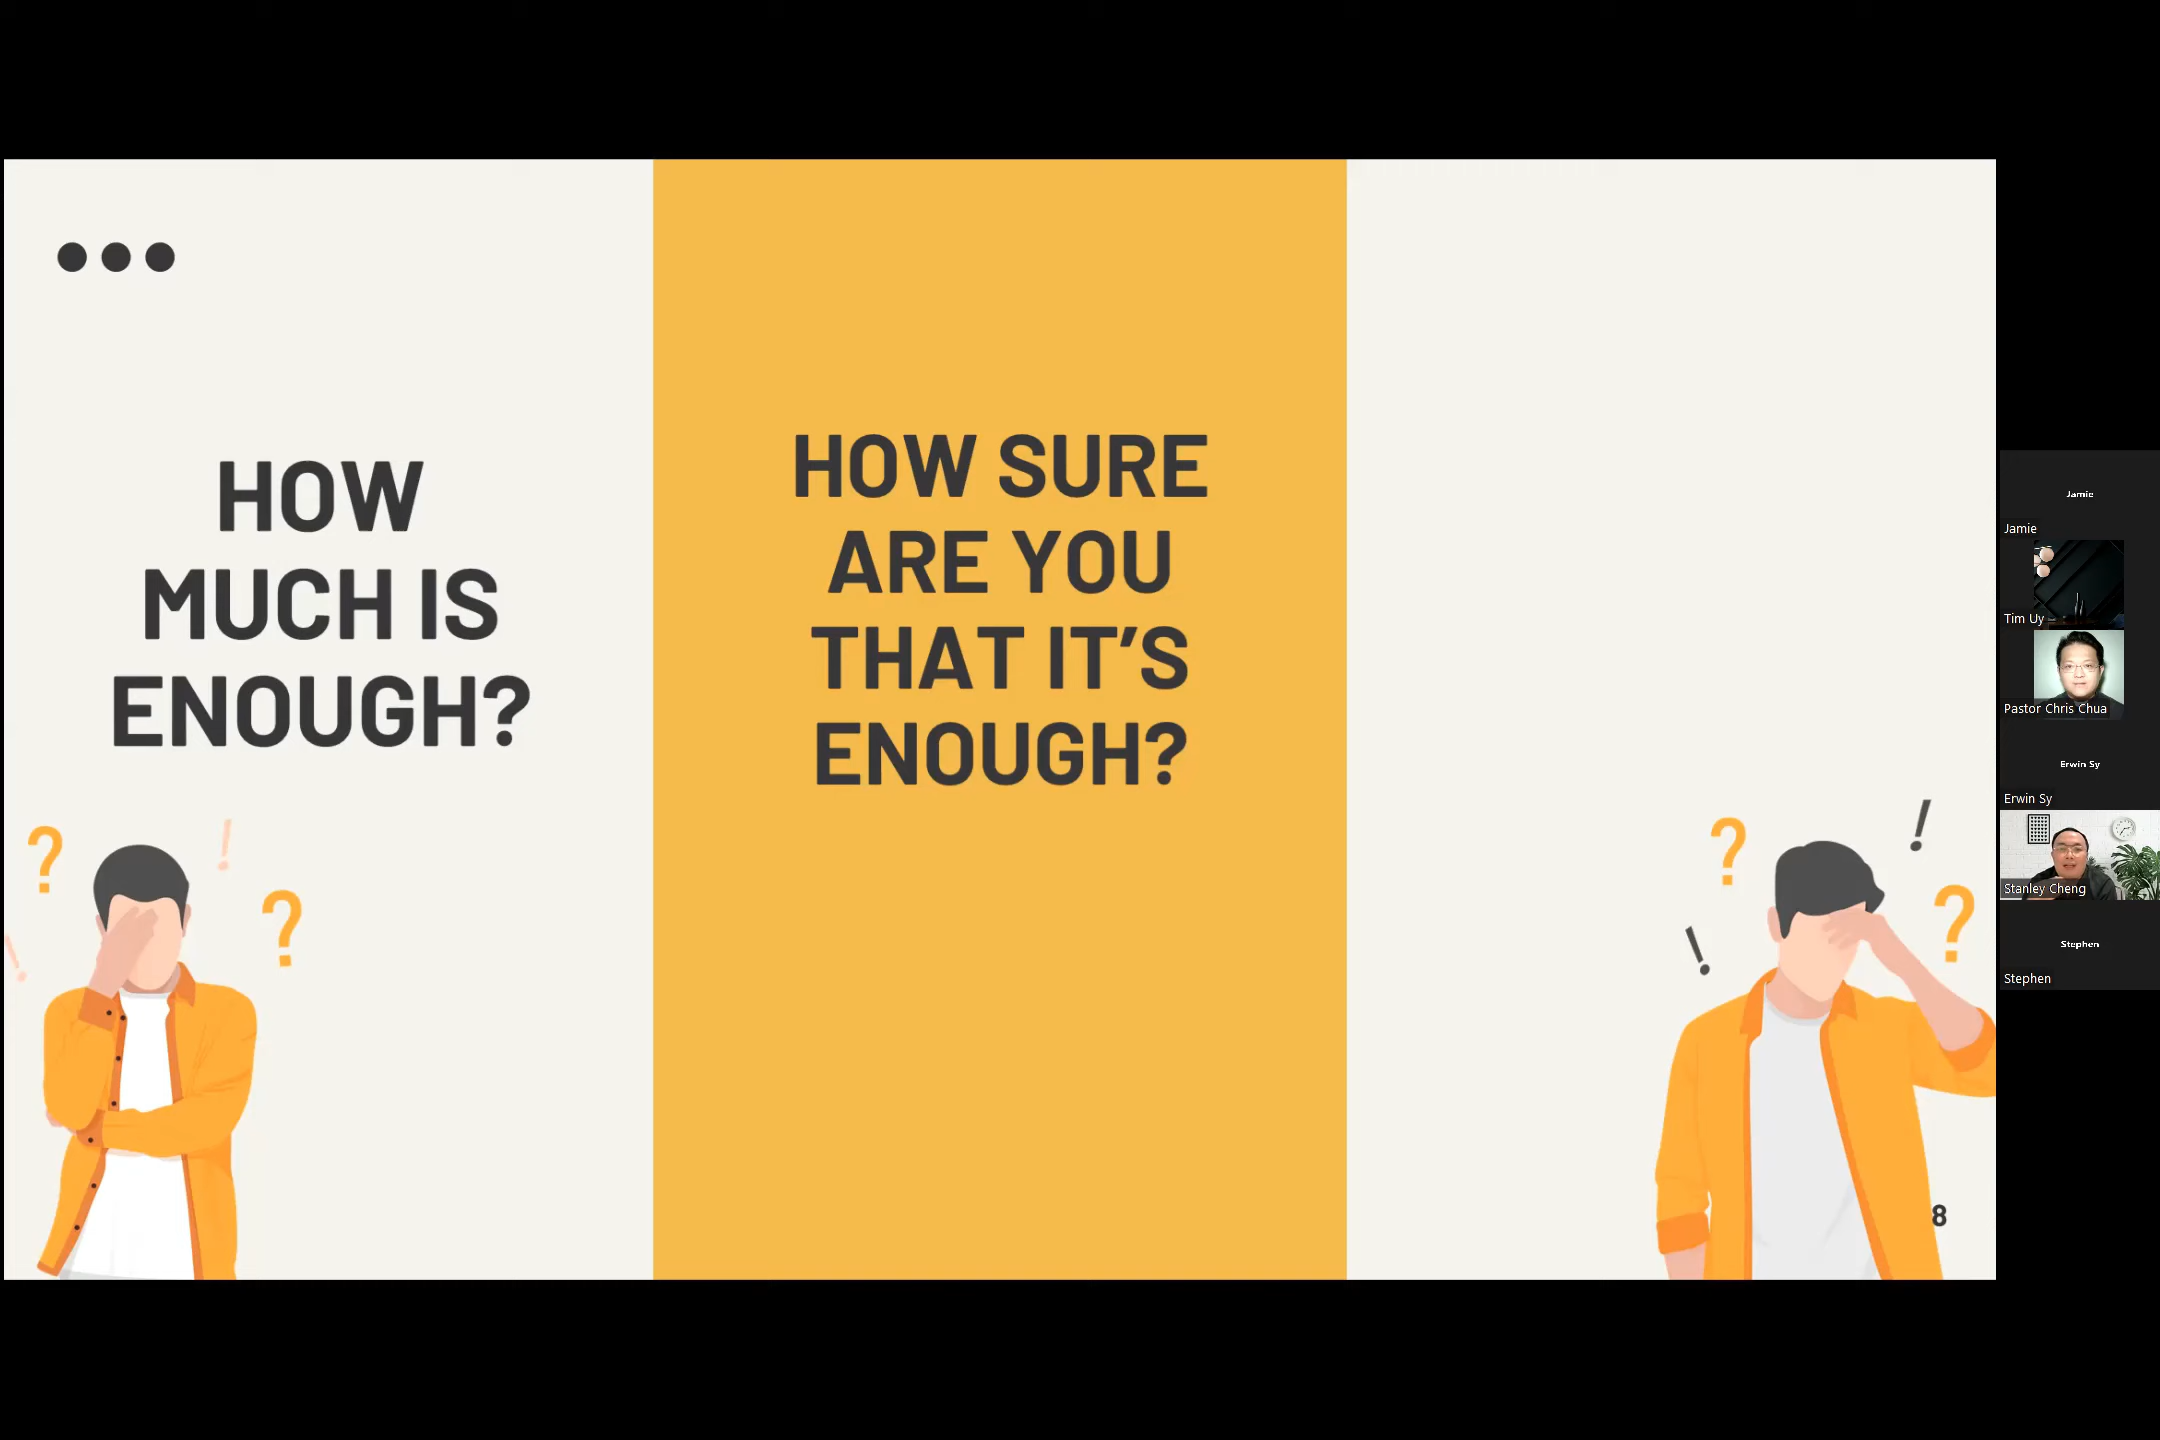 HOW
MUCH IS
ENOUGH?
HOW SURE
ARE YOU
THAT IT'S
ENOUGH?
?
!
?
!
?
!
!
?
8
Jamie
Jamie
Tim Uy
Pastor Chris Chua
Erwin Sy
Erwin Sy
Stanley Cheng
Stephen
Stephen